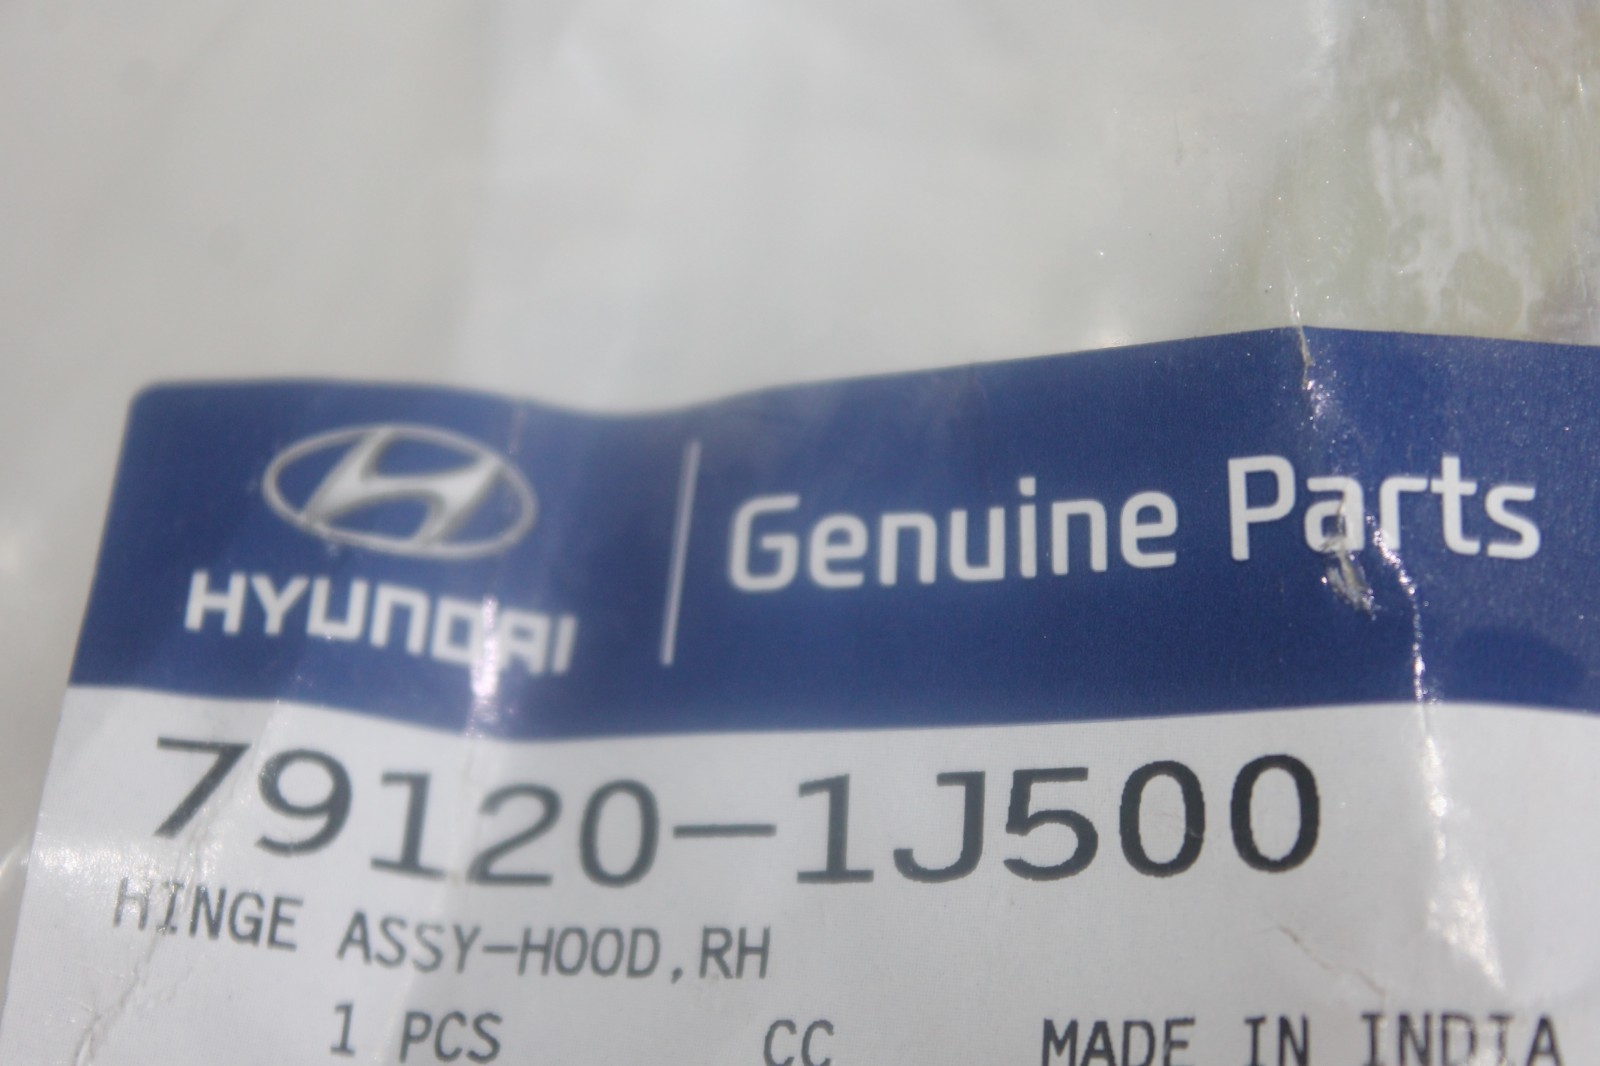 HYUNDAI
Genuine Parts
79120-1J500
HINGE ASSY-HOOD,RH
1 PCS CC MADE IN INDIA